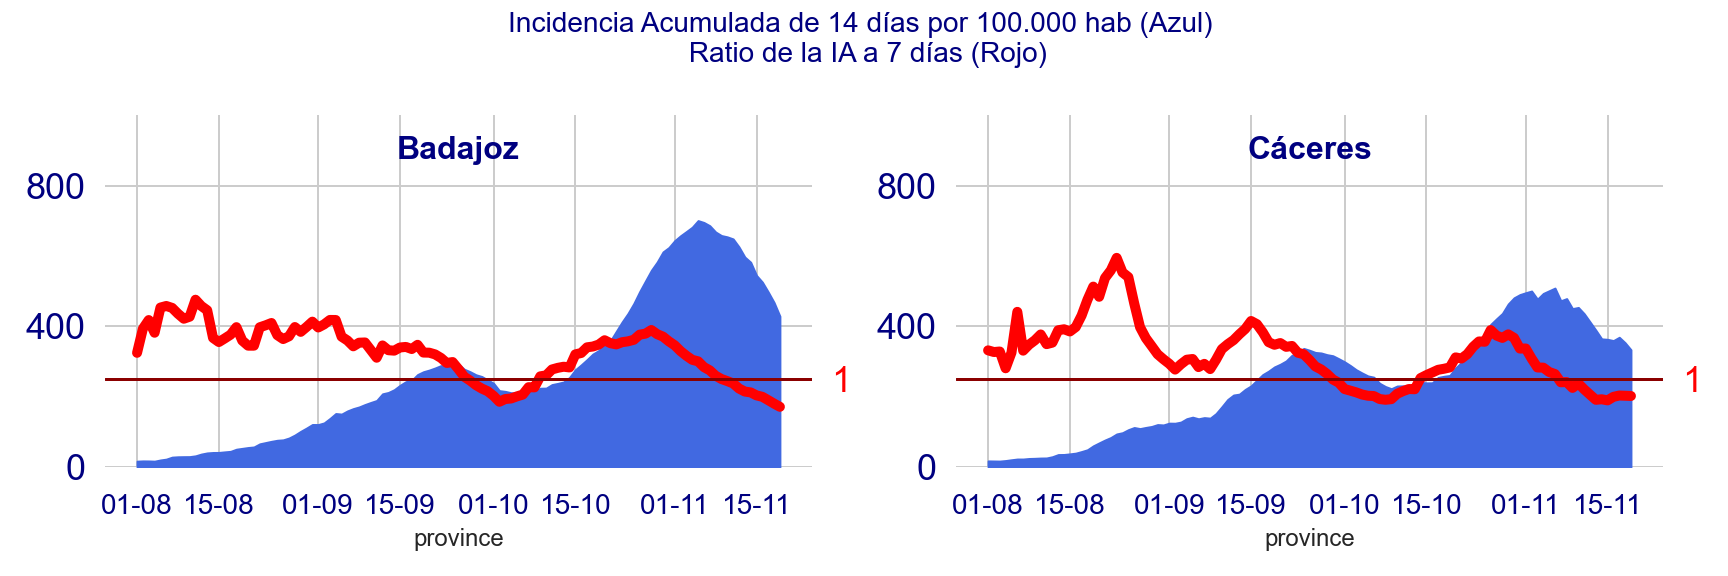 Incidencia Acumulada de 14 días por 100.000 hab (Azul)
Ratio de la IA a 7 días (Rojo)
Badajoz
800
400
0
1
01-08 15-08 01-09 15-09 01-10 15-10 01-11 15-11
province
Cáceres
800
400
0
1
01-08 15-08 01-09 15-09 01-10 15-10 01-11 15-11
province